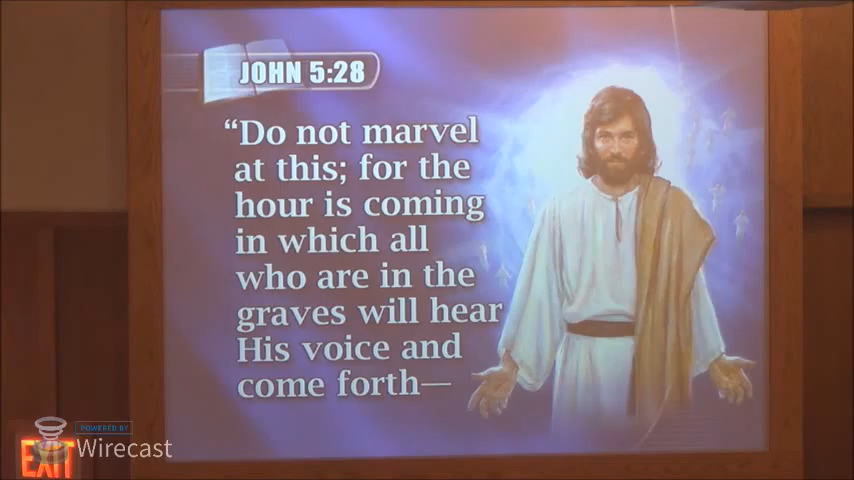 JOHN 5:28
“Do not marvel
at this; for the
hour is coming
in which all
who are in the
graves will hear
His voice and
come forth—
POWERED BY
Wirecast
EXIT